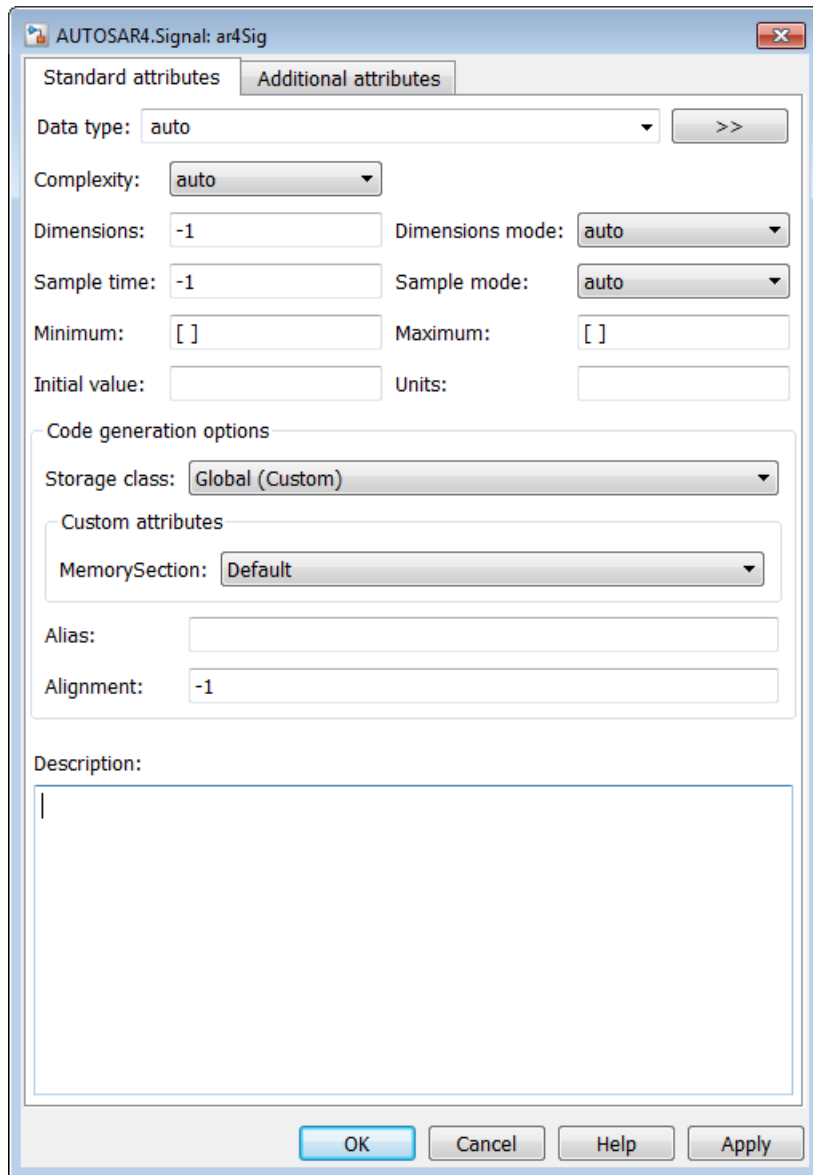 AUTOSAR4.Signal: ar4Sig
Standard attributes Additional attributes
Data type: auto >>
Complexity: auto
Dimensions: -1 Dimensions mode: auto
Sample time: -1 Sample mode: auto
Minimum: [ ] Maximum: [ ]
Initial value: Units:
Code generation options
Storage class: Global (Custom)
Custom attributes
MemorySection: Default
Alias:
Alignment: -1
Description:
OK Cancel Help Apply